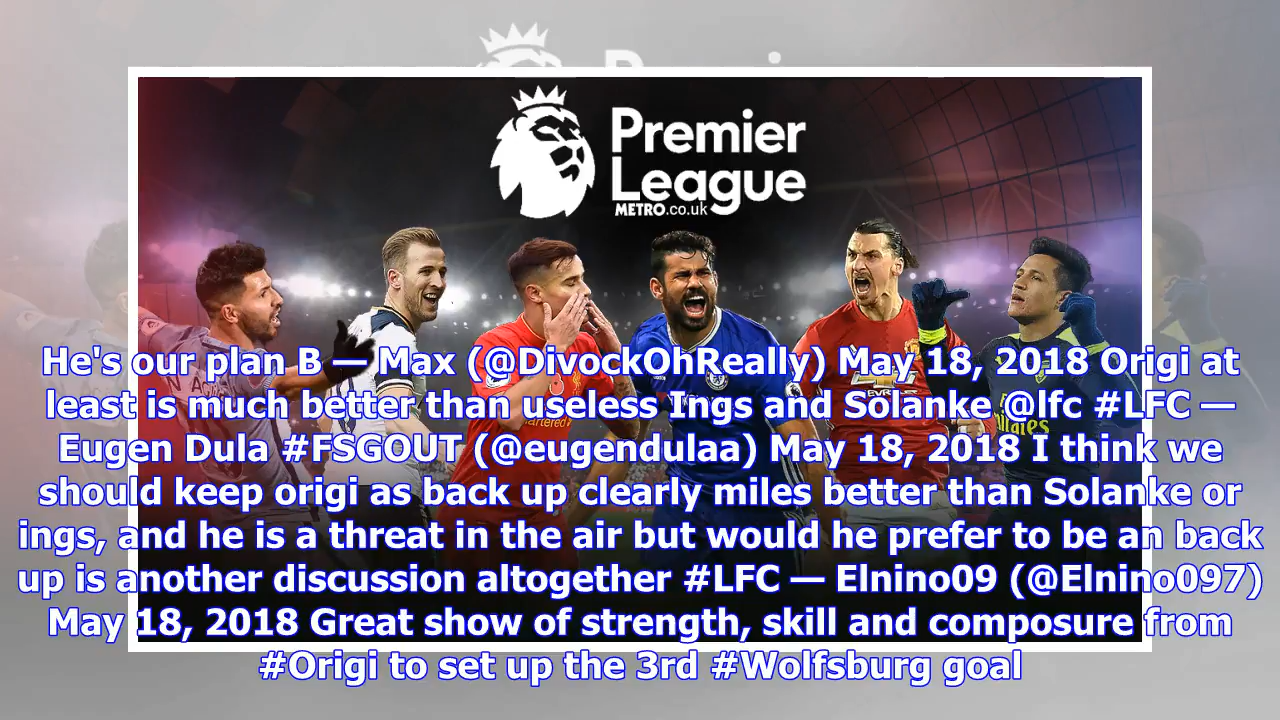 Premier
League
METRO.co.uk
He's our plan B — Max (@DivockOhReally) May 18, 2018 Origi at
least is much better than useless Ings and Solanke @lfc #LFC —
Eugen Dula #FSGOUT (@eugendulaa) May 18, 2018 I think we
should keep origi as back up clearly miles better than Solanke or
ings, and he is a threat in the air but would he prefer to be an back
up is another discussion altogether #LFC — Elnino09 (@Elnino097)
May 18, 2018 Great show of strength, skill and composure from
#Origi to set up the 3rd #Wolfsburg goal